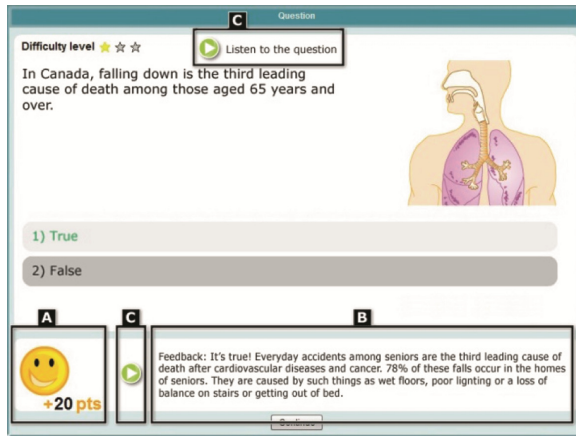 Question
C
Difficulty level
Listen to the question
In Canada, falling down is the third leading
cause of death among those aged 65 years and
over.
1) True
2) False
A
C
B
+20 pts
Feedback: It's true! Everyday accidents among seniors are the third leading cause of
death after cardiovascular diseases and cancer. 78% of these falls occur in the homes
of seniors. They are caused by such things as wet floors, poor lignting or a loss of
balance on stairs or getting out of bed.
Continue